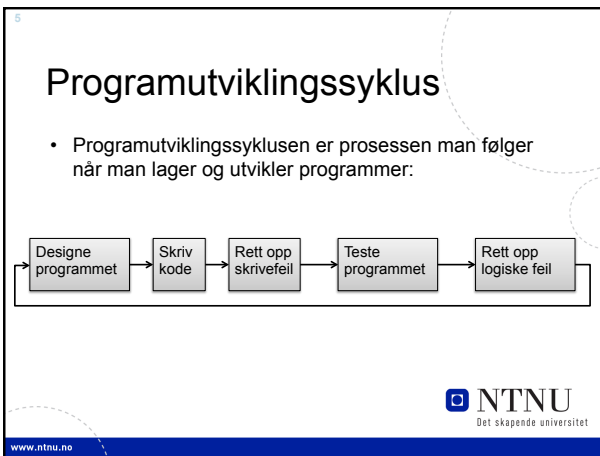 5
Programutviklingssyklus
• Programutviklingssyklusen er prosessen man følger
når man lager og utvikler programmer:
Designe
programmet
Skriv
kode
Rett opp
skrivefeil
Teste
programmet
Rett opp
logiske feil
NTNU
Det skapende universitet
www.ntnu.no